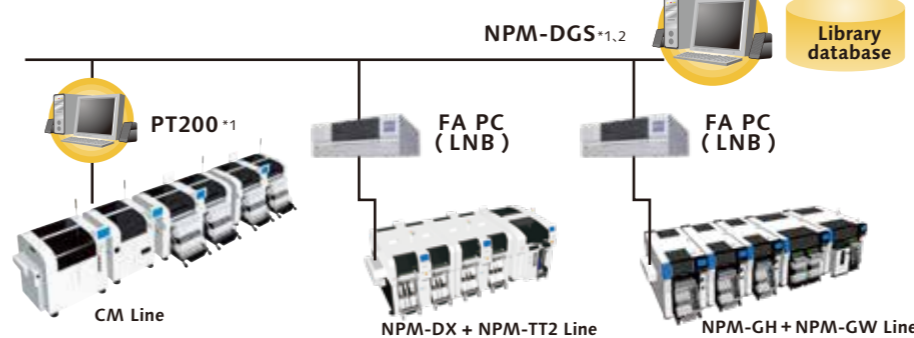 NPM-DGS*1、2
Library
database
PT200 *1
FA PC
( LNB )
FA PC
( LNB )
CM Line
NPM-DX + NPM-TT2 Line
NPM-GH + NPM-GW Line